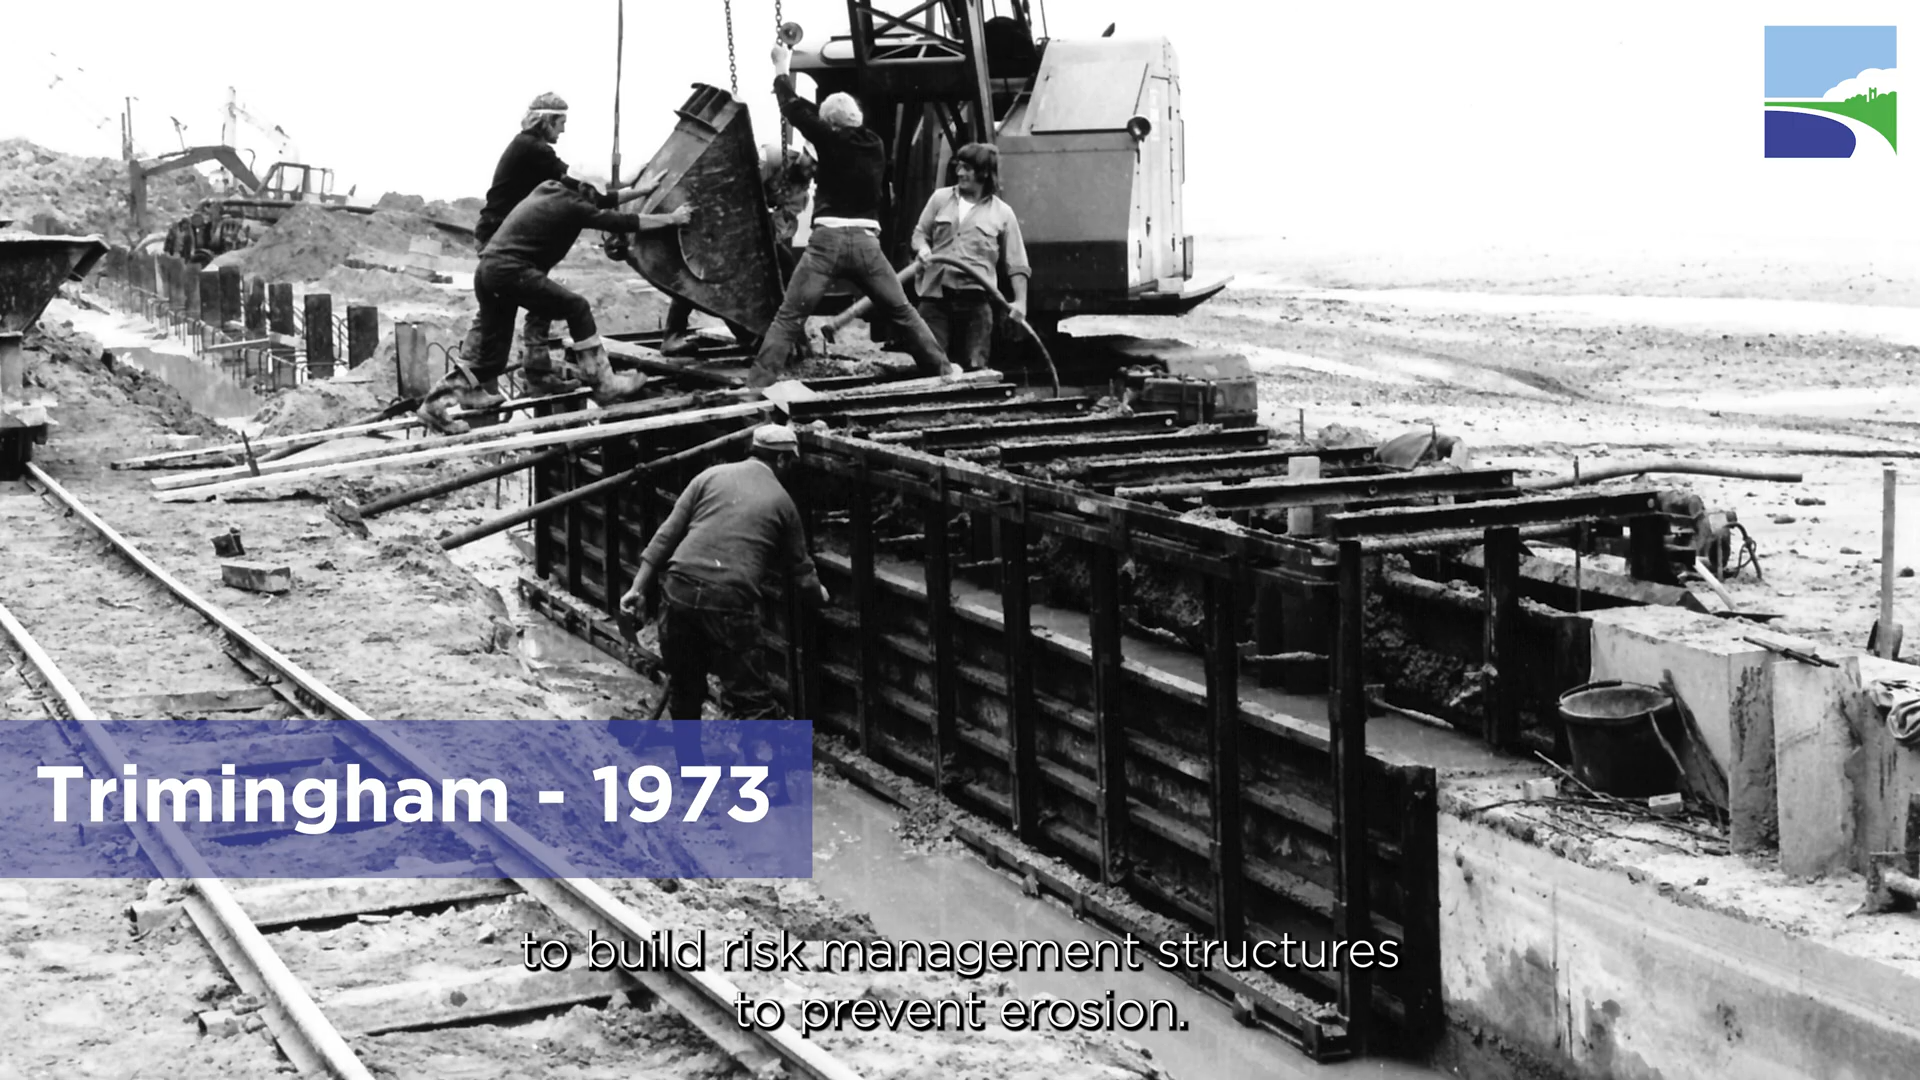 Trimingham - 1973
to build risk management structures
to prevent erosion.